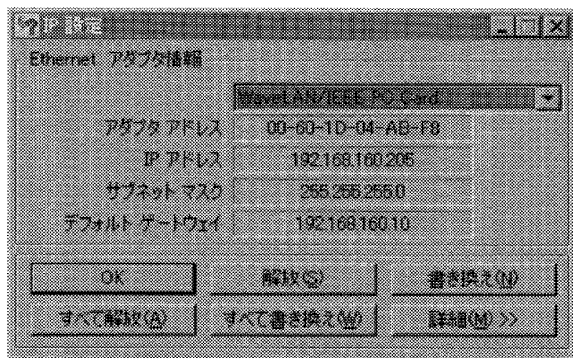 IP 設定
Ethernet アダプタ情報
WaveLAN/IEEE PC Card
アダプタ アドレス 00-60-1D-04-AB-F8
IP アドレス 192.168.160.205
サブネット マスク 255.255.255.0
デフォルト ゲートウェイ 192.168.160.10
OK 解放(S) 書き換え(N)
すべて解放(A) すべて書き換え(W) 詳細(M) >>